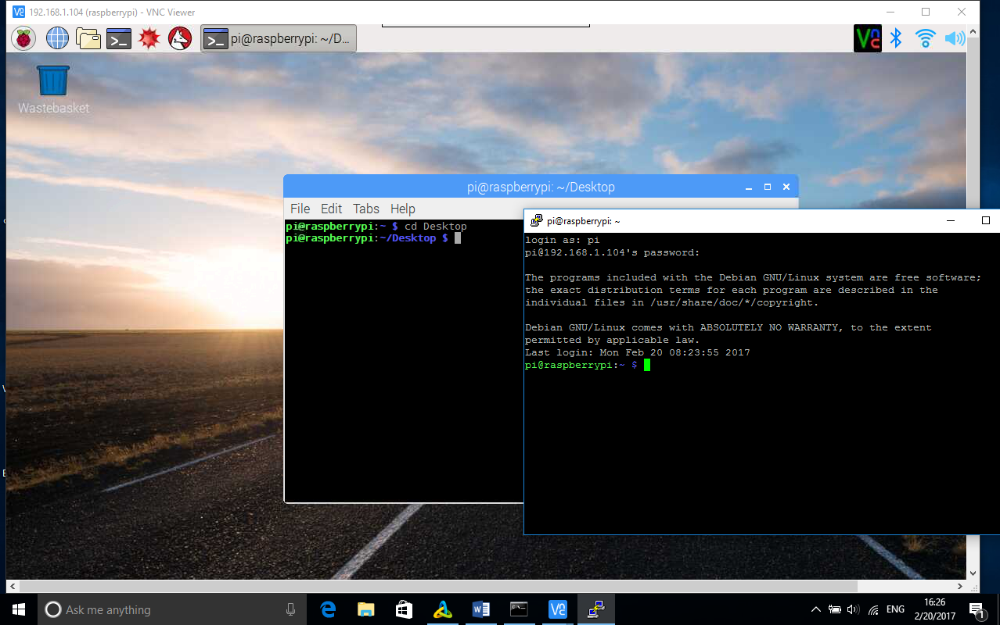 192.168.1.104 (raspberrypi) - VNC Viewer
pi@raspberrypi: ~/D...
Wastebasket
pi@raspberrypi: ~/Desktop
File Edit Tabs Help
pi@raspberrypi:~ $ cd Desktop
pi@raspberrypi:~/Desktop $
pi@raspberrypi: ~
login as: pi
pi@192.168.1.104's password:
The programs included with the Debian GNU/Linux system are free software;
the exact distribution terms for each program are described in the
individual files in /usr/share/doc/*/copyright.
Debian GNU/Linux comes with ABSOLUTELY NO WARRANTY, to the extent
permitted by applicable law.
Last login: Mon Feb 20 08:23:55 2017
pi@raspberrypi:~ $
Ask me anything
ENG
16:26
2/20/2017
1